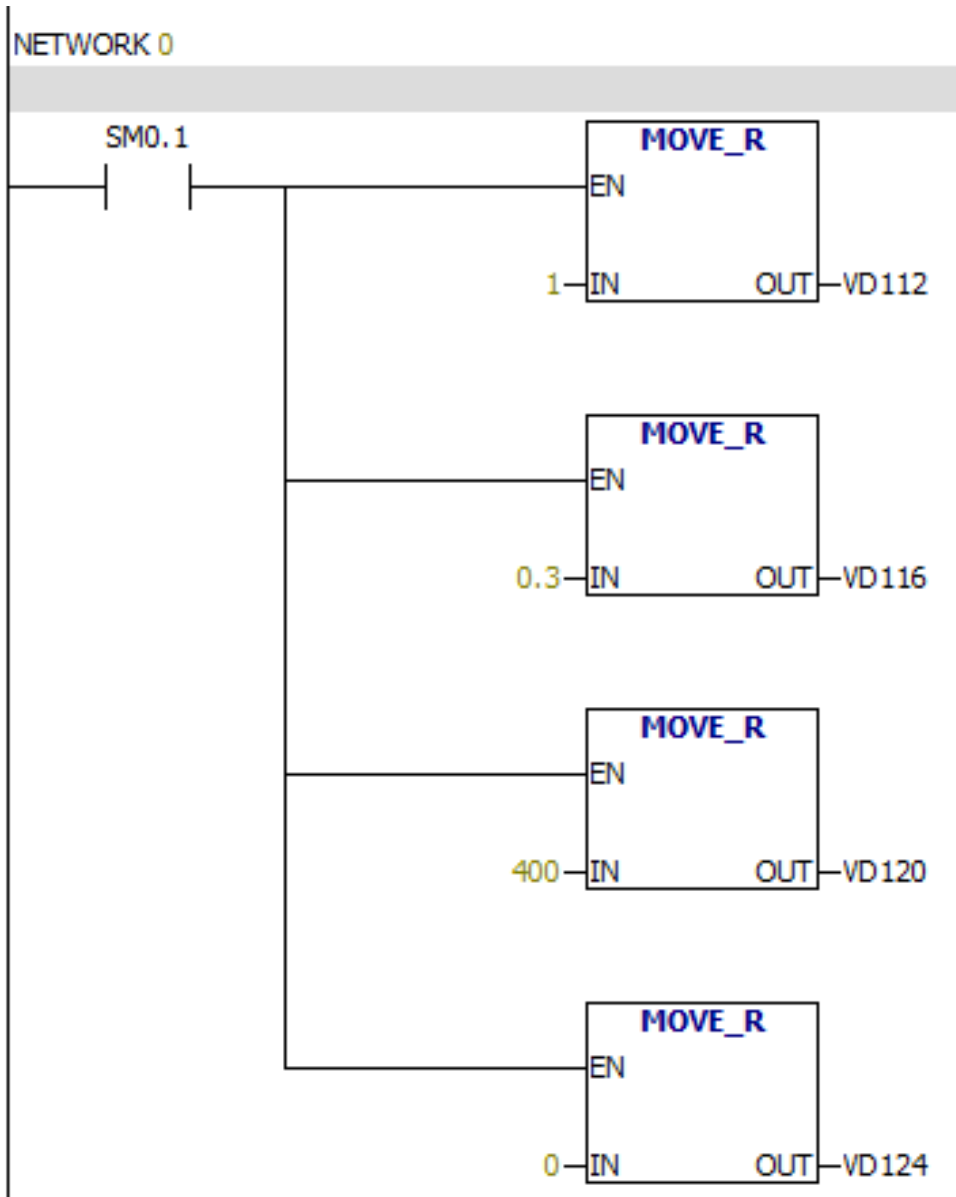 NETWORK 0
SM0.1
MOVE_R
EN
1 IN OUT VD112
MOVE_R
EN
0.3 IN OUT VD116
MOVE_R
EN
400 IN OUT VD120
MOVE_R
EN
0 IN OUT VD124